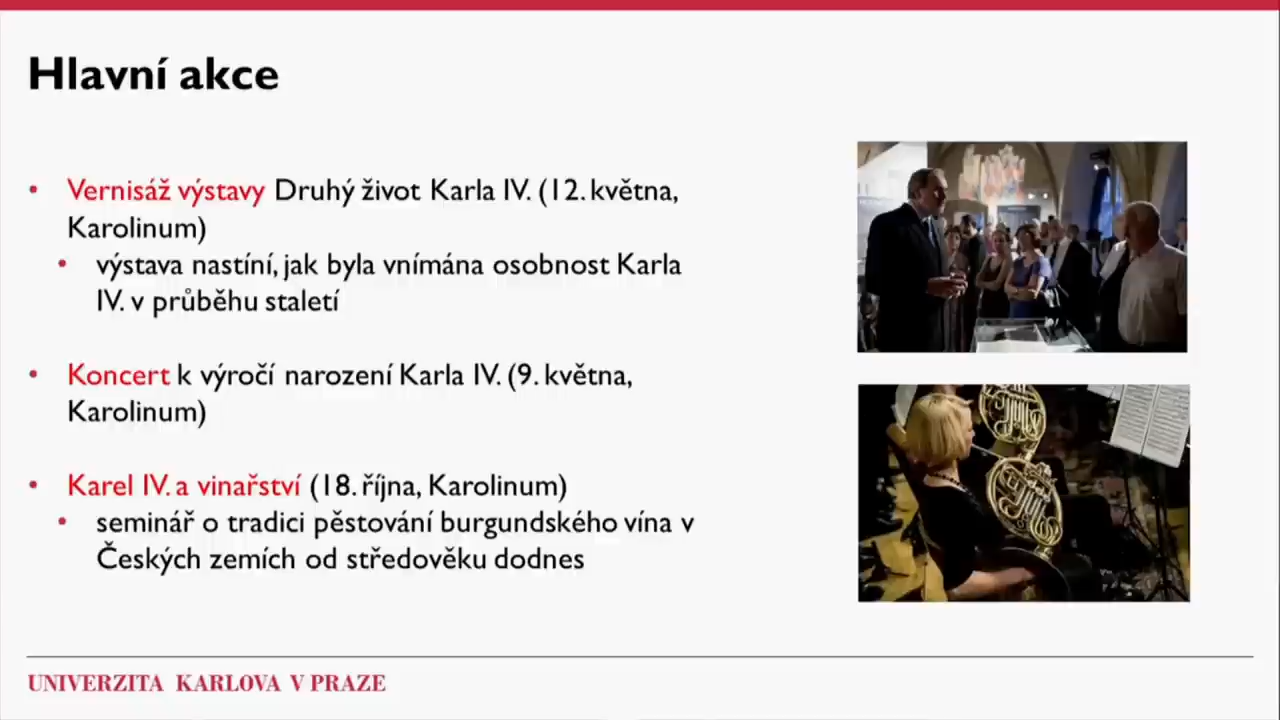 Hlavní akce
• Vernisáž výstavy Druhý život Karla IV. (12. května,
Karolinum)
• výstava nastíní, jak byla vnímána osobnost Karla
IV. v průběhu staletí
• Koncert k výročí narození Karla IV. (9. května,
Karolinum)
• Karel IV. a vinařství (18. října, Karolinum)
• seminář o tradici pěstování burgundského vína v
Českých zemích od středověku dodnes
UNIVERZITA KARLOVA V PRAZE